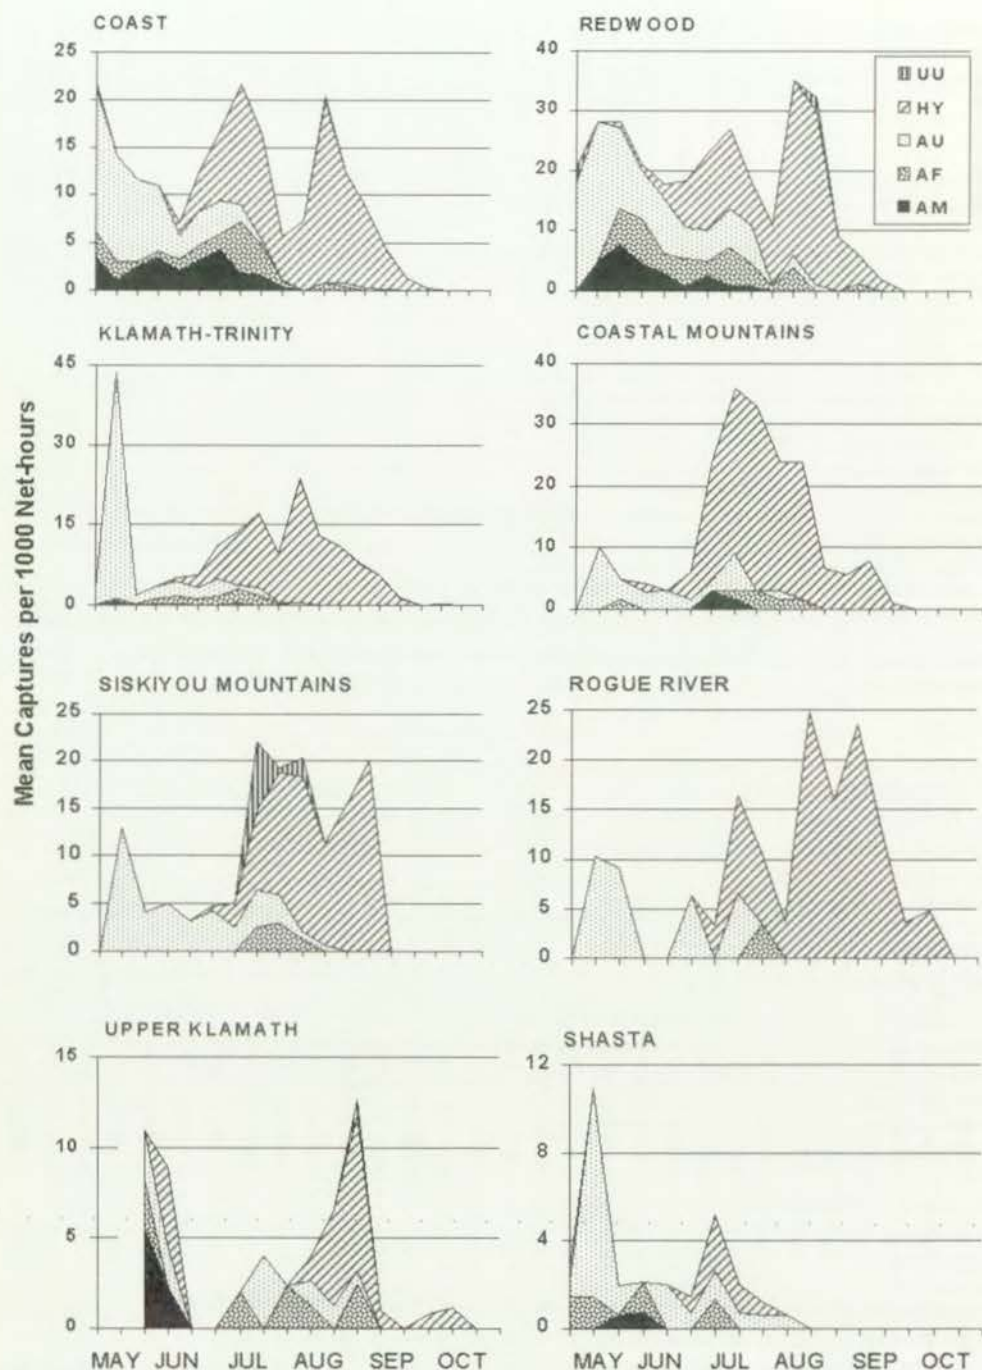 COAST
25
20
15
10
5
0
REDWOOD
40
30
20
10
0
UU
HY
AU
AF
AM
KLAMATH-TRINITY
45
30
15
0
COASTAL MOUNTAINS
40
30
20
10
0
Mean Captures per 1000 Net-hours
SISKIYOU MOUNTAINS
25
20
15
10
5
0
ROGUE RIVER
25
20
15
10
5
0
UPPER KLAMATH
15
10
5
0
SHASTA
12
8
4
0
MAY JUN JUL AUG SEP OCT
MAY JUN JUL AUG SEP OCT